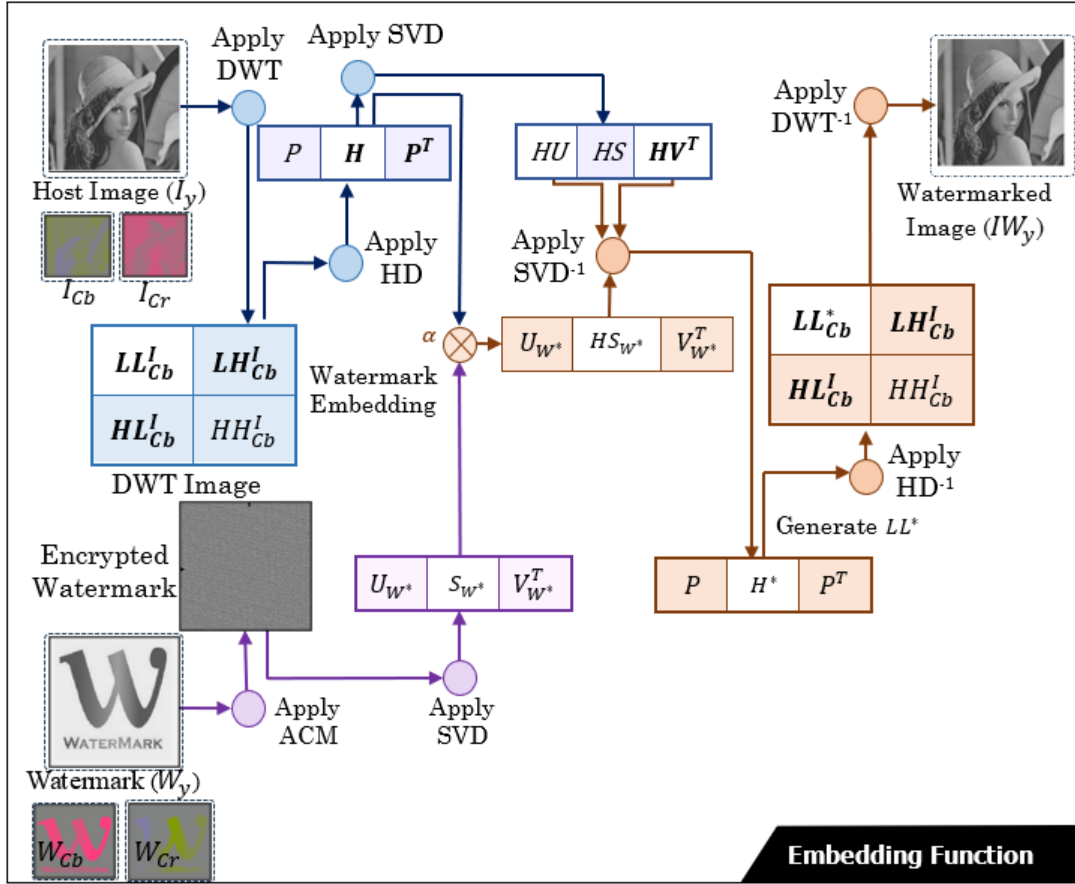 Apply
DWT
Apply SVD
P H P^T
Host Image (I_y)
I_Cb I_Cr
Apply
HD
HU HS HV^T
Apply
SVD^-1
Apply
DWT^-1
Watermarked
Image (IW_y)
LL^I_Cb LH^I_Cb
HL^I_Cb HH^I_Cb
DWT Image
α
Watermark
Embedding
U_W* HS_W* V^T_W*
LL^*_Cb LH^I_Cb
HL^I_Cb HH^I_Cb
Apply
HD^-1
Generate LL*
P H* P^T
Encrypted
Watermark
U_W* S_W* V^T_W*
W
WATERMARK
Apply
ACM
Apply
SVD
Watermark (W_y)
W_Cb W_Cr
Embedding Function